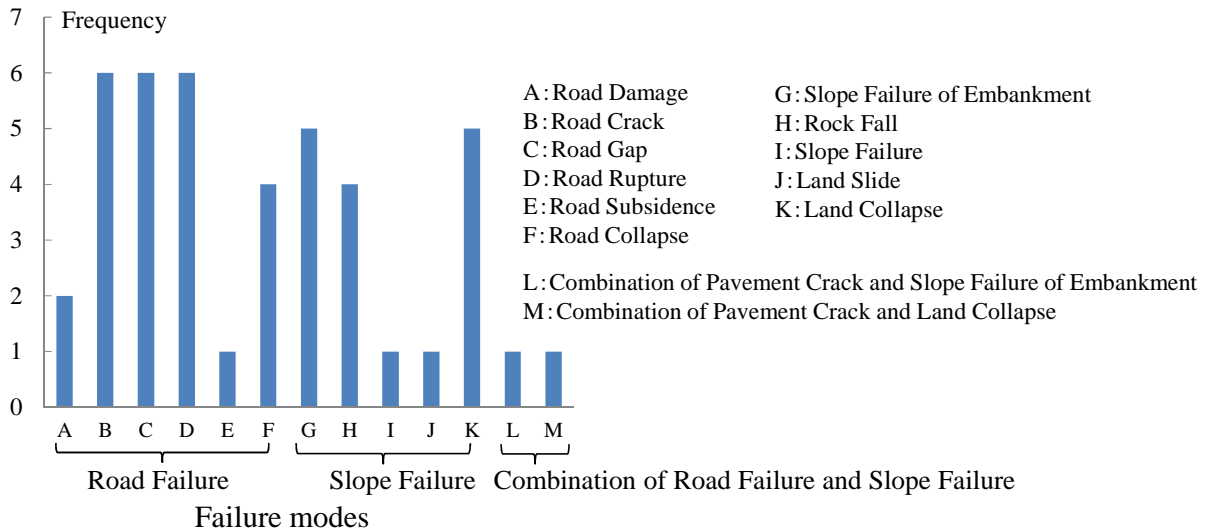 7
Frequency
6
5
4
3
2
1
0
A B C D E F G H I J K L M
Road Failure
Slope Failure
Combination of Road Failure and Slope Failure
Failure modes
A:Road Damage
B:Road Crack
C:Road Gap
D:Road Rupture
E:Road Subsidence
F:Road Collapse
G:Slope Failure of Embankment
H:Rock Fall
I:Slope Failure
J:Land Slide
K:Land Collapse
L:Combination of Pavement Crack and Slope Failure of Embankment
M:Combination of Pavement Crack and Land Collapse